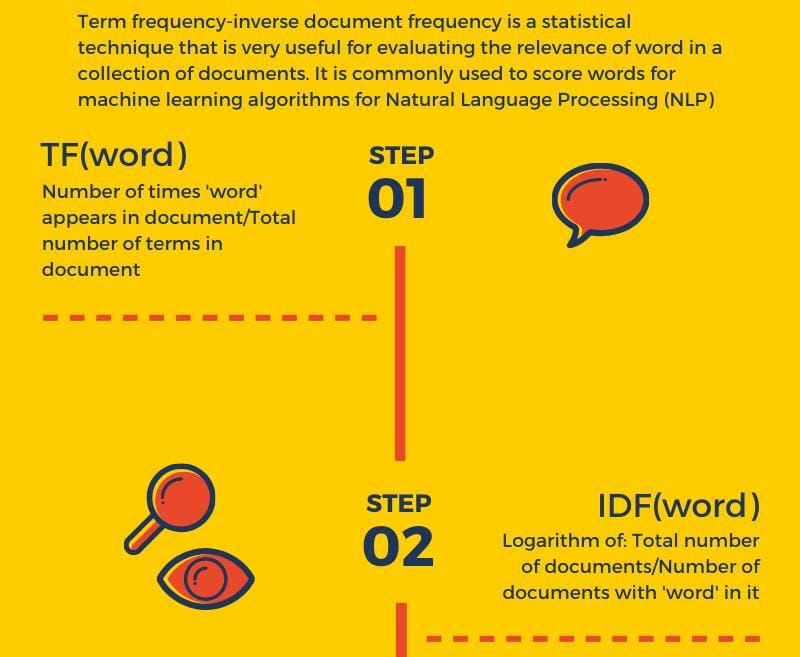 Term frequency-inverse document frequency is a statistical
technique that is very useful for evaluating the relevance of word in a
collection of documents. It is commonly used to score words for
machine learning algorithms for Natural Language Processing (NLP)
TF(word)
Number of times 'word'
appears in document/Total
number of terms in
document
STEP
01
STEP
02
IDF(word)
Logarithm of: Total number
of documents/Number of
documents with 'word' in it